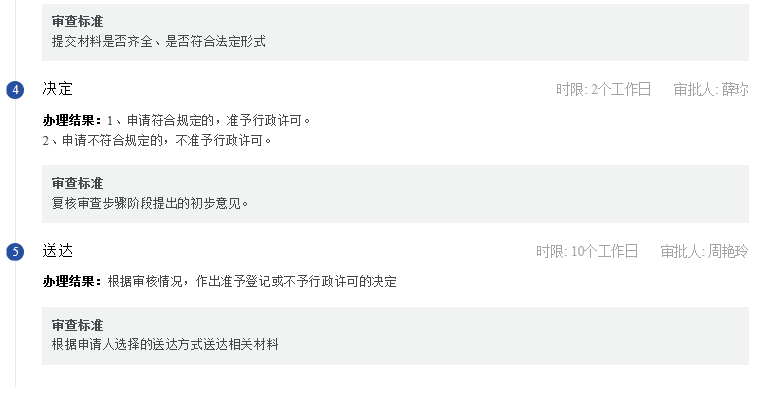 审查标准
提交材料是否齐全、是否符合法定形式
4 决定 时限: 2个工作日 审批人: 薛珎
办理结果：1、申请符合规定的，准予行政许可。
2、申请不符合规定的，不准予行政许可。
审查标准
复核审查步骤阶段提出的初步意见。
5 送达 时限: 10个工作日 审批人: 周艳玲
办理结果：根据审核情况，作出准予登记或不予行政许可的决定
审查标准
根据申请人选择的送达方式送达相关材料